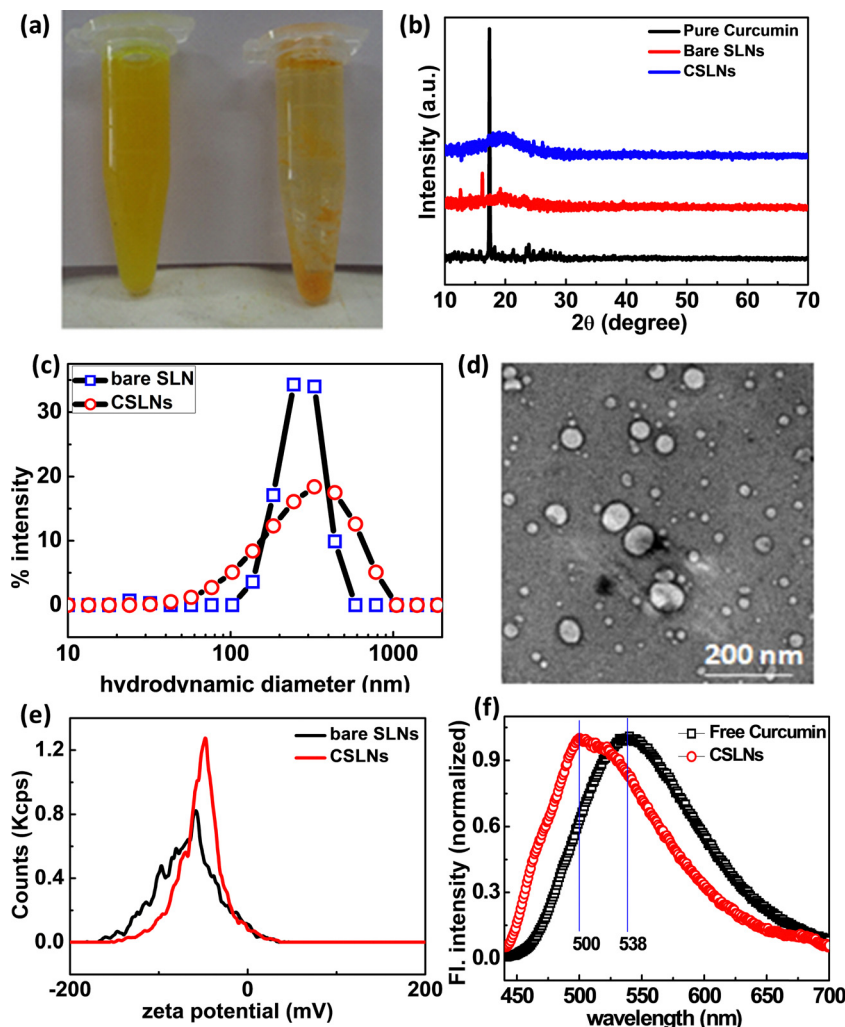 (a)
(b)
Pure Curcumin
Bare SLNs
CSLNs
Intensity (a.u.)
10 20 30 40 50 60 70
2θ (degree)
(c)
bare SLN
CSLNs
30
20
10
0
% intensity
10 100 1000
hydrodynamic diameter (nm)
(d)
200 nm
(e)
bare SLNs
CSLNs
1.2
0.8
0.4
0.0
Counts (Kcps)
-200 -100 0 100 200
zeta potential (mV)
(f)
Free Curcumin
CSLNs
0.9
0.6
0.3
0.0
Fl. intensity (normalized)
500 538
450 500 550 600 650 700
wavelength (nm)